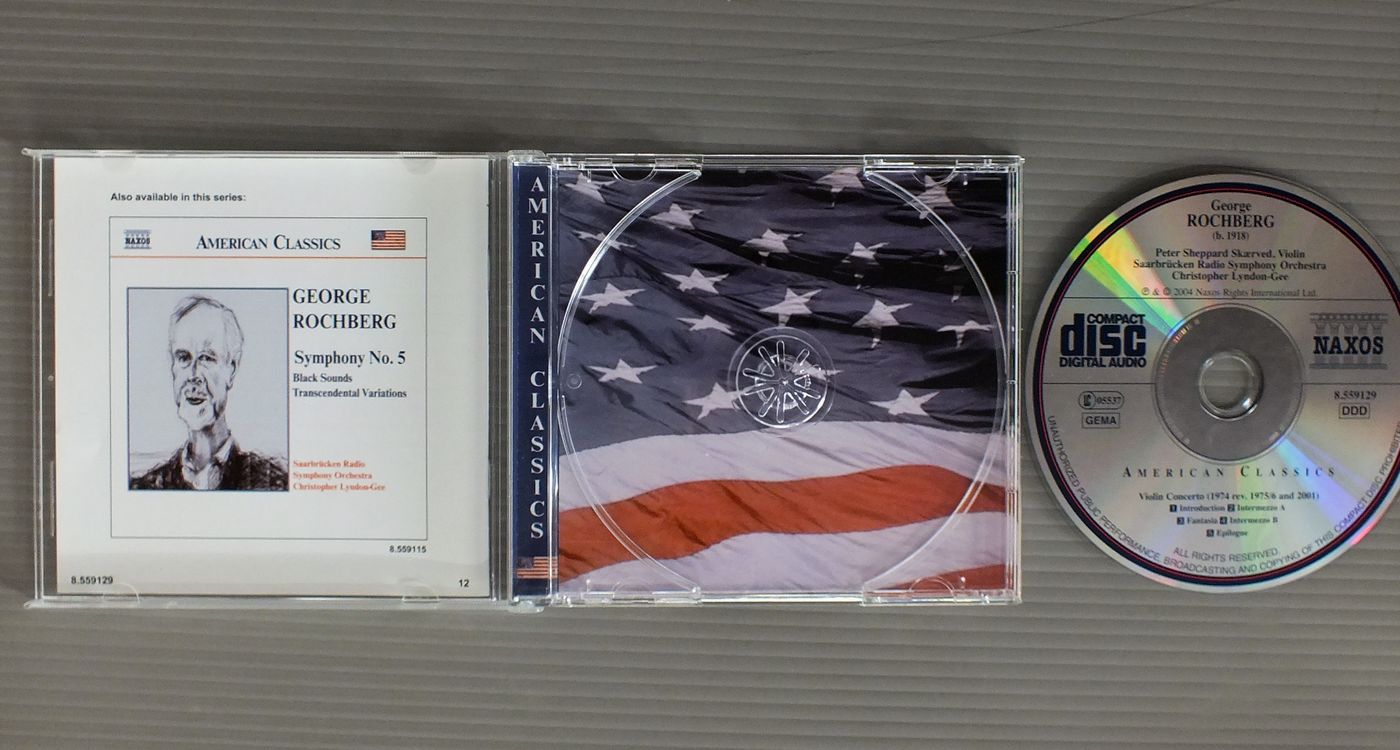 Also available in this series:
NAXOS
AMERICAN CLASSICS
GEORGE
ROCHBERG
Symphony No. 5
Black Sounds
Transcendental Variations
Saarbrücken Radio
Symphony Orchestra
Christopher Lyndon-Gee
8.559115
8.559129
12
AMERICAN CLASSICS
George
ROCHBERG
(b. 1918)
Peter Sheppard Skærved, Violin
Saarbrücken Radio Symphony Orchestra
Christopher Lyndon-Gee
℗ & © 2004 Naxos Rights International Ltd.
COMPACT
disc
DIGITAL AUDIO
NAXOS
LC 05537
GEMA
8.559129
DDD
AMERICAN CLASSICS
Violin Concerto (1974 rev. 1975/6 and 2001)
1 Introduction 2 Intermezzo A
3 Fantasia 4 Intermezzo B
5 Epilogue
ALL RIGHTS RESERVED
UNAUTHORIZED PUBLIC PERFORMANCE, BROADCASTING AND COPYING OF THIS COMPACT DISC PROHIBITED